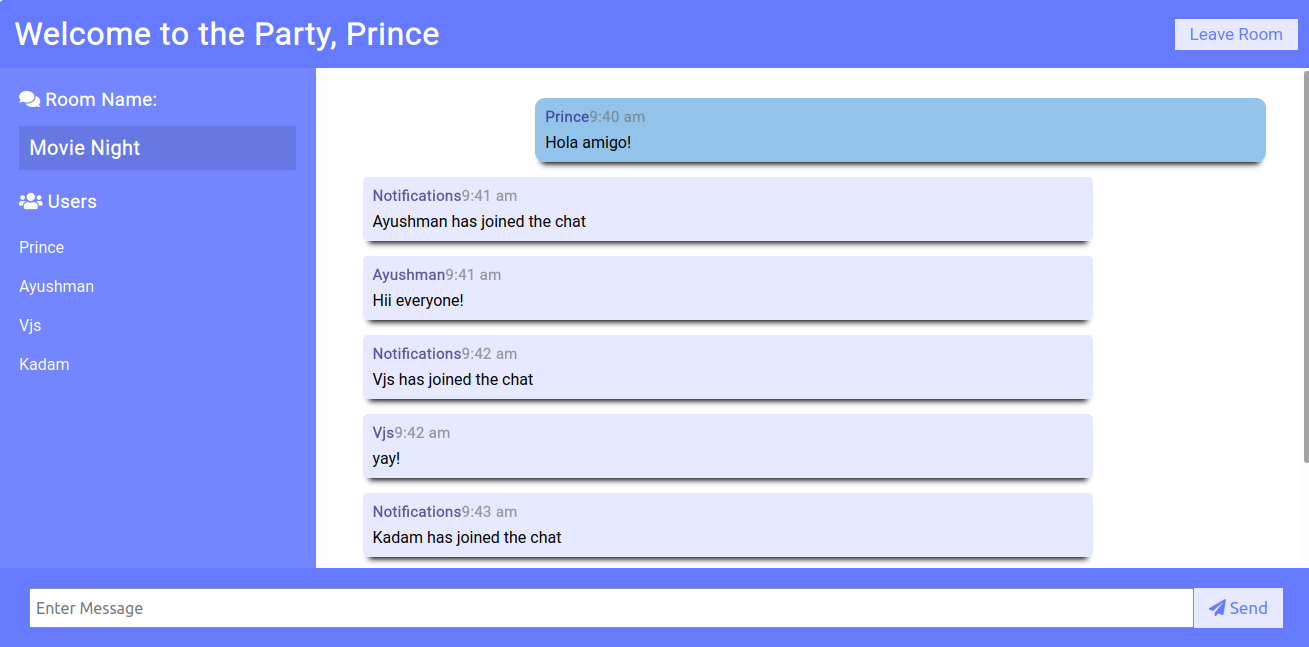 Welcome to the Party, Prince
Leave Room
Room Name:
Movie Night
Users
Prince
Ayushman
Vjs
Kadam
Prince9:40 am
Hola amigo!
Notifications9:41 am
Ayushman has joined the chat
Ayushman9:41 am
Hii everyone!
Notifications9:42 am
Vjs has joined the chat
Vjs9:42 am
yay!
Notifications9:43 am
Kadam has joined the chat
Enter Message
Send